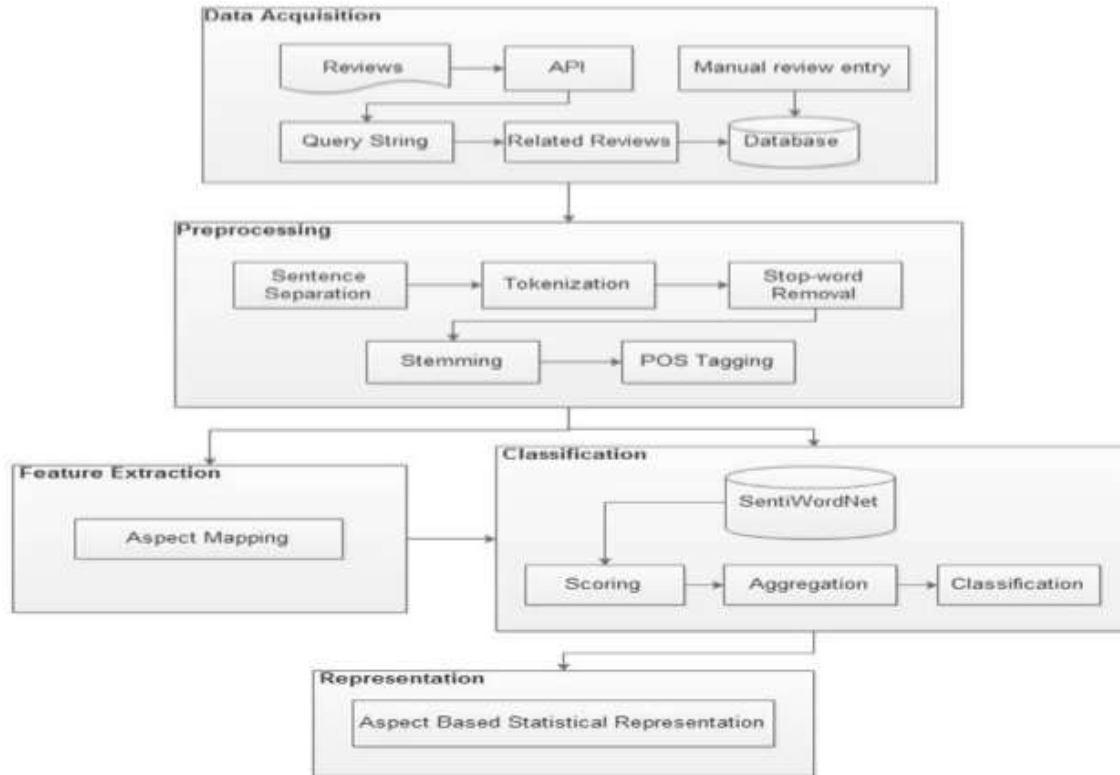 Data Acquisition
Reviews
API
Manual review entry
Query String
Related Reviews
Database
Preprocessing
Sentence
Separation
Tokenization
Stop-word
Removal
Stemming
POS Tagging
Feature Extraction
Aspect Mapping
Classification
SentiWordNet
Scoring
Aggregation
Classification
Representation
Aspect Based Statistical Representation